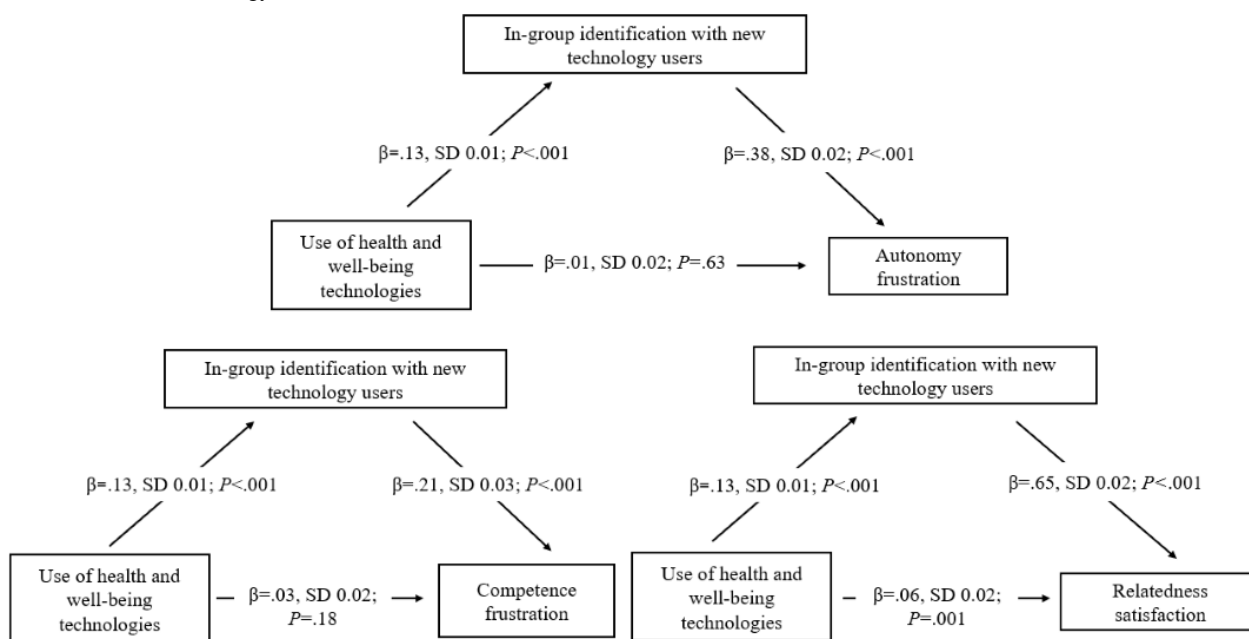 In-group identification with new
technology users
β=.13, SD 0.01; P<.001
β=.38, SD 0.02; P<.001
Use of health and
well-being
technologies
β=.01, SD 0.02; P=.63
Autonomy
frustration
In-group identification with new
technology users
β=.13, SD 0.01; P<.001
β=.21, SD 0.03; P<.001
Use of health and
well-being
technologies
β=.03, SD 0.02;
P=.18
Competence
frustration
In-group identification with new
technology users
β=.13, SD 0.01; P<.001
β=.65, SD 0.02; P<.001
Use of health and
well-being
technologies
β=.06, SD 0.02;
P=.001
Relatedness
satisfaction